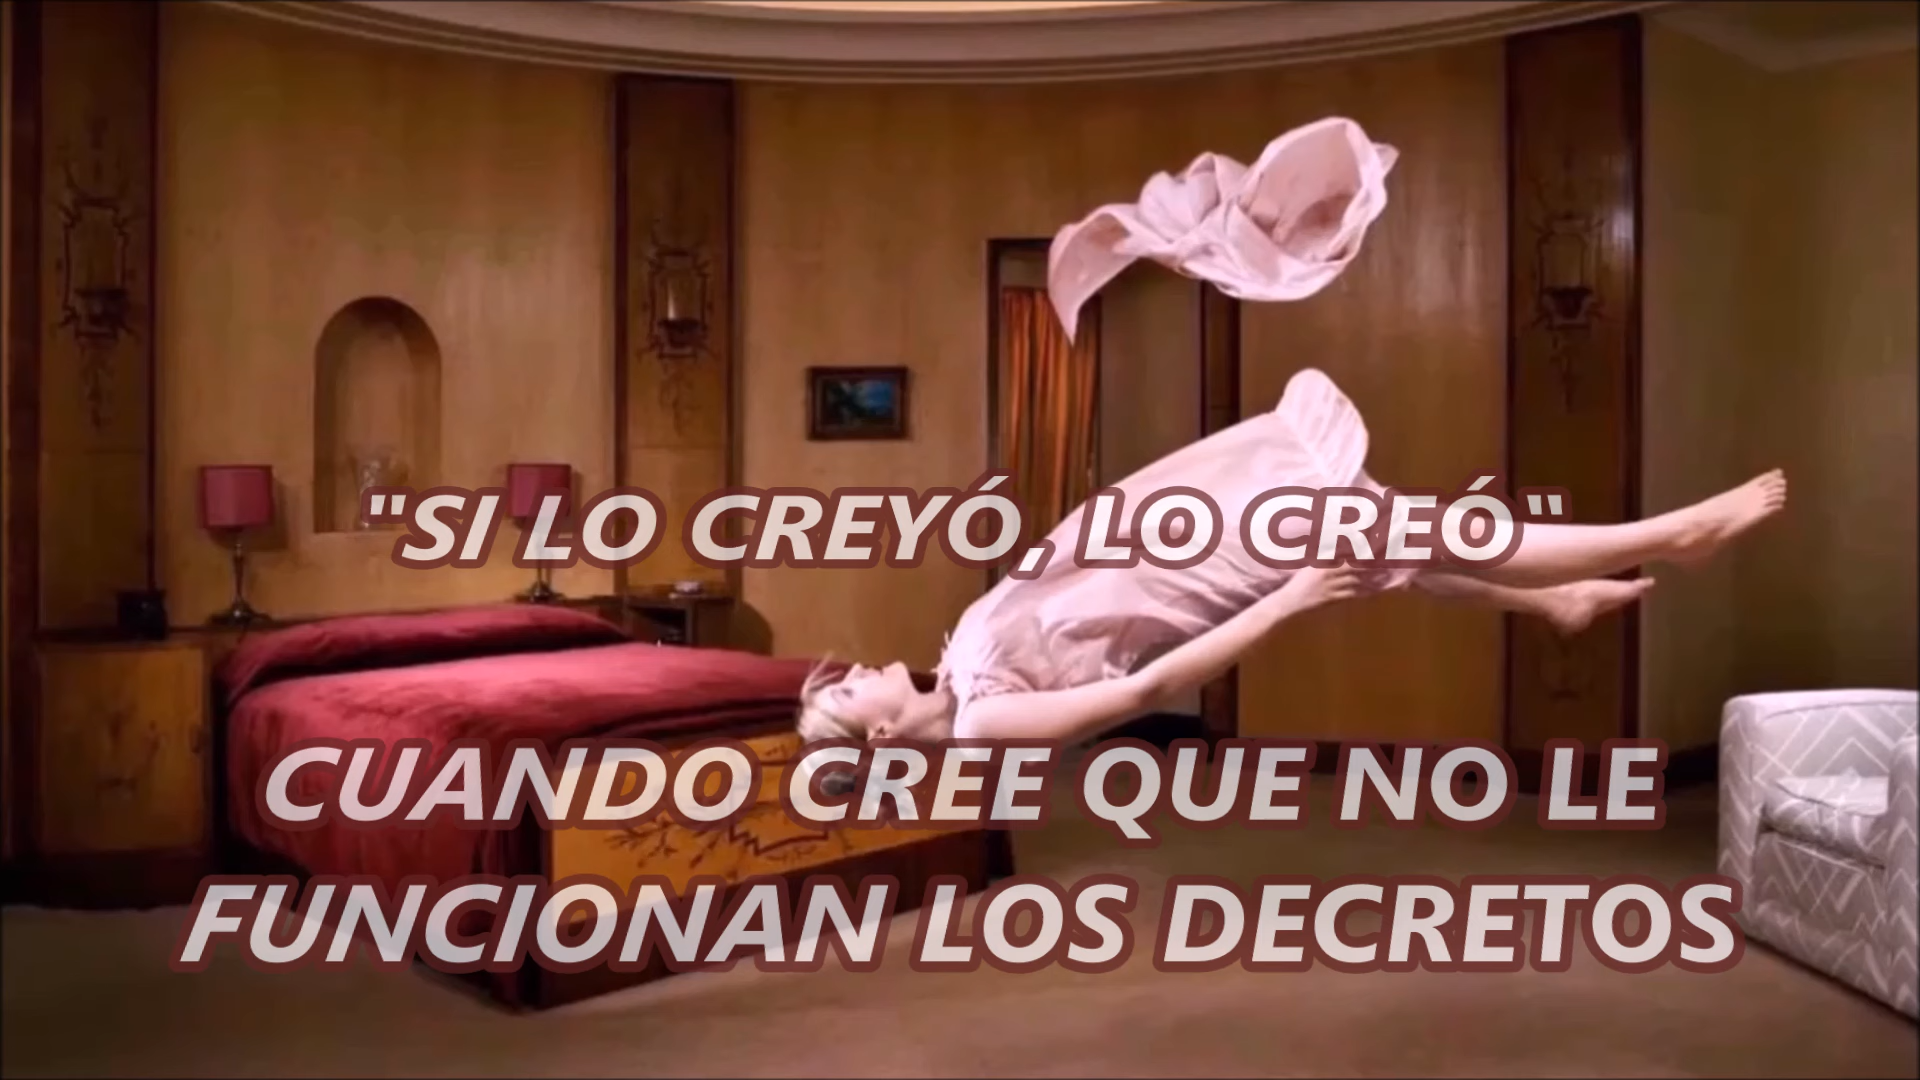 "SI LO CREYÓ, LO CREÓ"
CUANDO CREE QUE NO LE
FUNCIONAN LOS DECRETOS